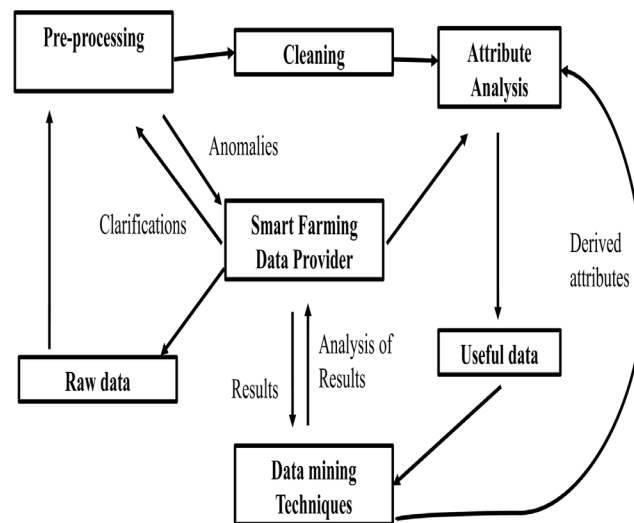 Pre-processing
Cleaning
Attribute
Analysis
Anomalies
Clarifications
Smart Farming
Data Provider
Derived
attributes
Raw data
Results
Analysis of
Results
Useful data
Data mining
Techniques